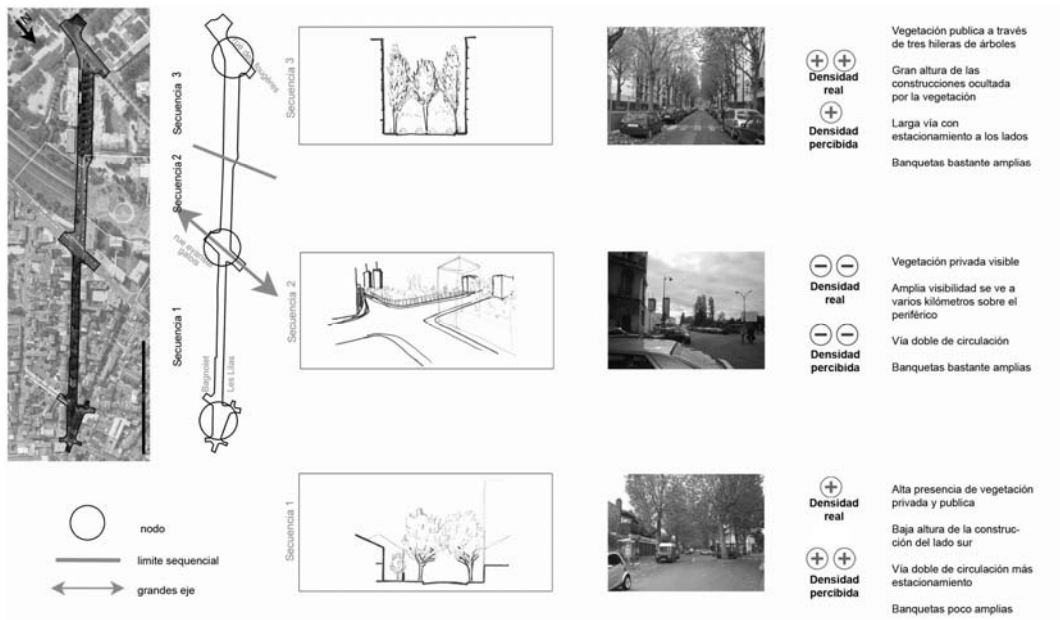 N
Secuencia 3
Secuencia 2
Secuencia 1
rue de fougères
Bagnolet
Les Lilas
Secuencia 3
Densidad
real
Densidad
percibida
Vegetación publica a través
de tres hileras de árboles
Gran altura de las
construcciones ocultada
por la vegetación
Larga vía con
estacionamiento a los lados
Banquetas bastante amplias
Secuencia 2
Densidad
real
Densidad
percibida
Vegetación privada visible
Amplia visibilidad se ve a
varios kilómetros sobre el
periférico
Vía doble de circulación
Banquetas bastante amplias
Secuencia 1
Densidad
real
Densidad
percibida
Alta presencia de vegetación
privada y publica
Baja altura de la construc-
ción del lado sur
Vía doble de circulación más
estacionamiento
Banquetas poco amplias
nodo
limite sequencial
grandes eje